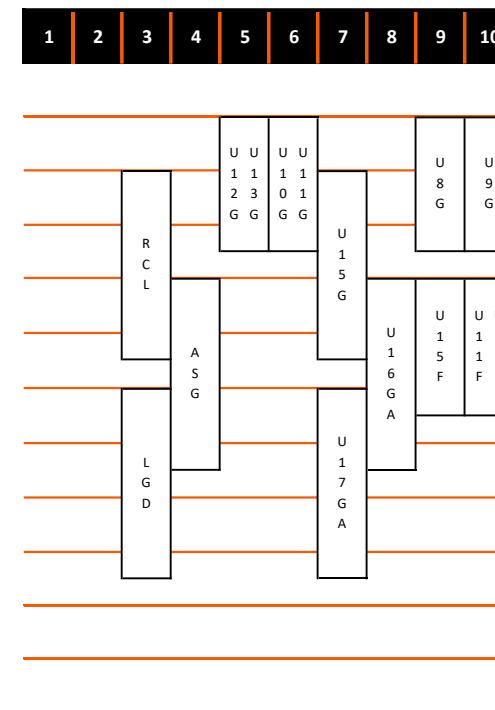 1 2 3 4 5 6 7 8 9 10
U12G U13G
U10G U11G
U8G
U9G
RCL
U15G
ASG
U16GA
U15F
U11F
LGD
U17GA